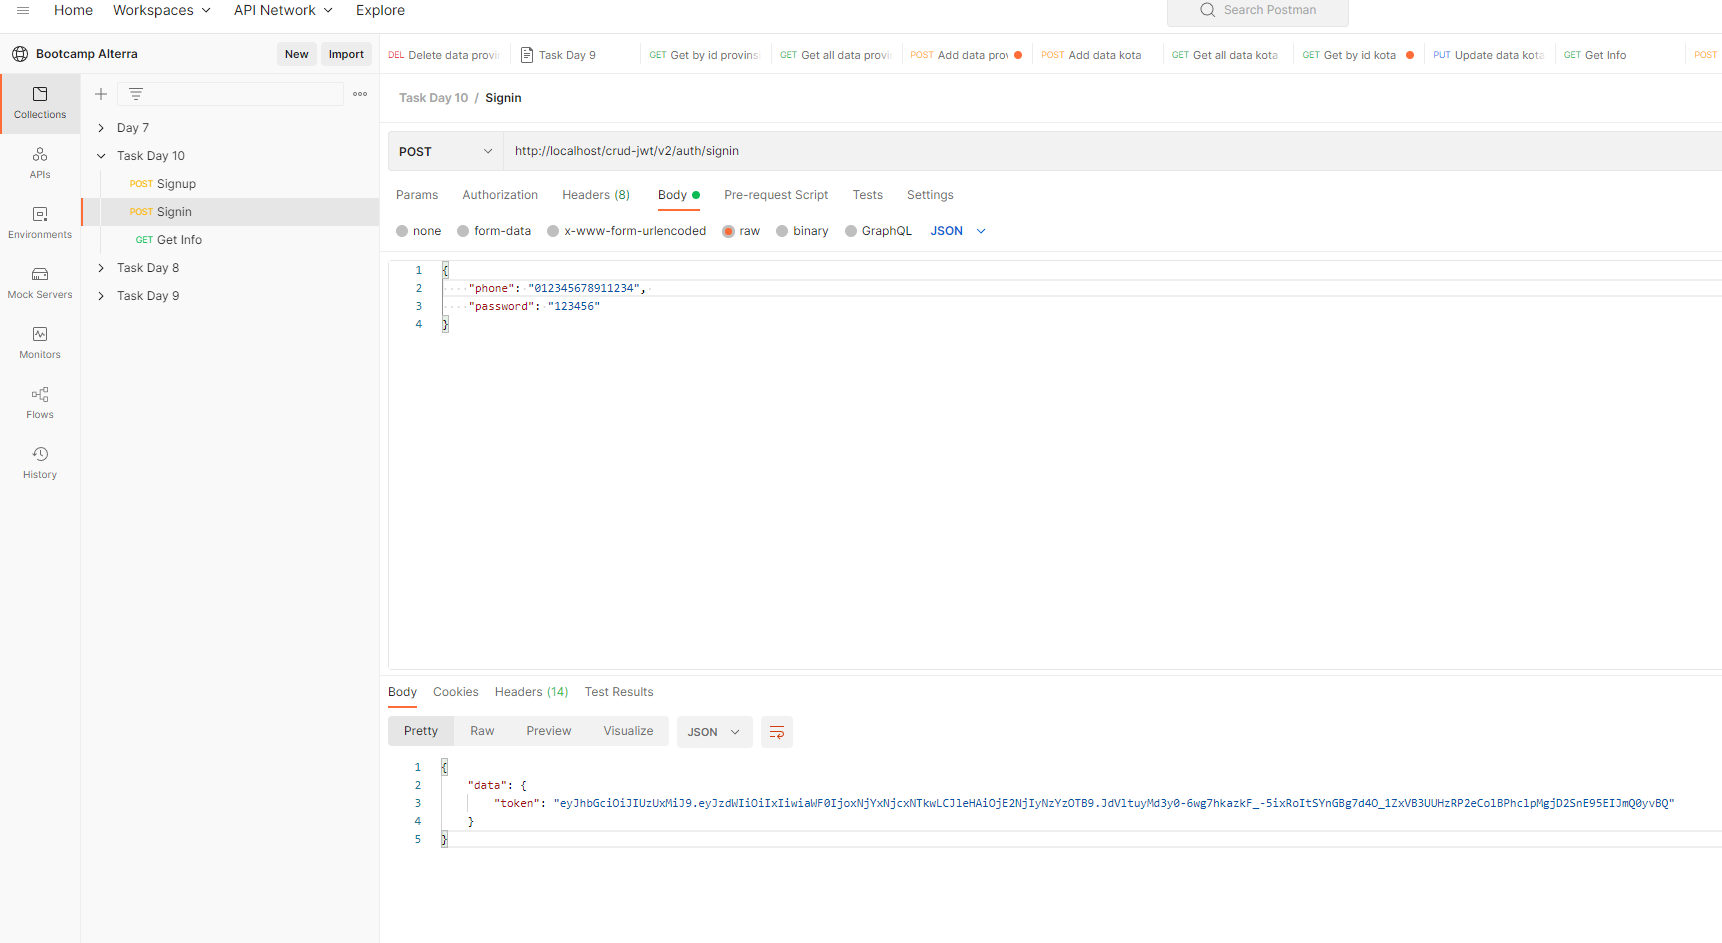 Home Workspaces API Network Explore Search Postman
Bootcamp Alterra New Import
DEL Delete data provin GET Get by id provins GET Get all data provin POST Add data prov POST Add data kota GET Get all data kota GET Get by id kota PUT Update data kota GET Get Info POST
Task Day 9
Collections
APIs
Environments
Mock Servers
Monitors
Flows
History
Day 7
Task Day 10
POST Signup
POST Signin
GET Get Info
Task Day 8
Task Day 9
Task Day 10 / Signin
POST http://localhost/crud-jwt/v2/auth/signin
Params Authorization Headers (8) Body Pre-request Script Tests Settings
none form-data x-www-form-urlencoded raw binary GraphQL JSON
1 {
2 "phone": "012345678911234",
3 "password": "123456"
4 }
Body Cookies Headers (14) Test Results
Pretty Raw Preview Visualize JSON
1 {
2 "data": {
3 "token": "eyJhbGciOiJIUzUxMiJ9.eyJzdWIiOiIxIiwiaWF0IjoxNjYxNjcxNTkwLCJleHAiOjE2NjIyNzYzOTB9.JdVltuyMd3y0-6wg7hkazkF_-5ixRoItSYnGBg7d4O_1ZxVB3UUHzRP2eColBPhclpMgjD2SnE95EIJmQ0yvBQ"
4 }
5 }